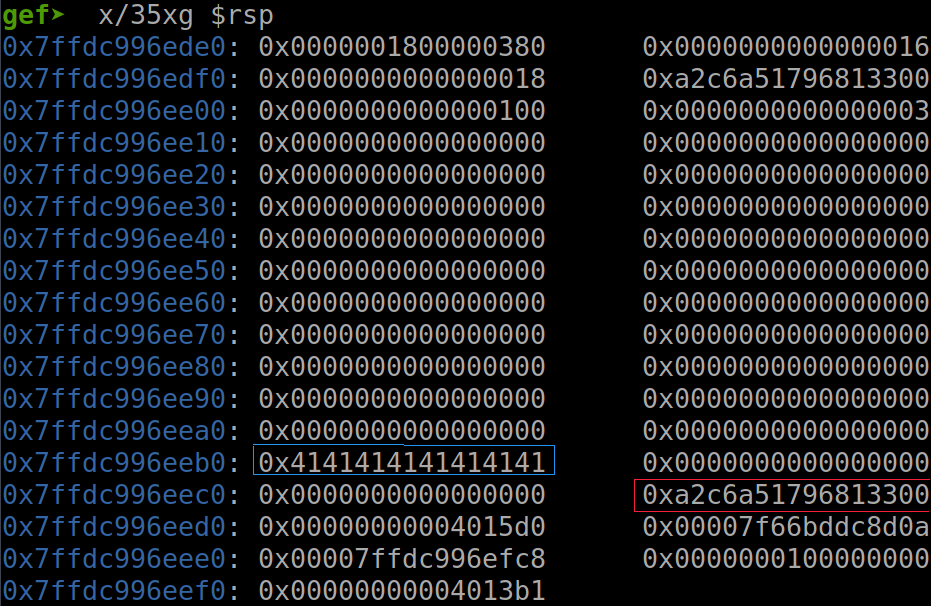 gef➤  x/35xg $rsp
0x7ffdc996ede0: 0x0000001800000380 0x0000000000000016
0x7ffdc996edf0: 0x0000000000000018 0xa2c6a51796813300
0x7ffdc996ee00: 0x0000000000000100 0x0000000000000003
0x7ffdc996ee10: 0x0000000000000000 0x0000000000000000
0x7ffdc996ee20: 0x0000000000000000 0x0000000000000000
0x7ffdc996ee30: 0x0000000000000000 0x0000000000000000
0x7ffdc996ee40: 0x0000000000000000 0x0000000000000000
0x7ffdc996ee50: 0x0000000000000000 0x0000000000000000
0x7ffdc996ee60: 0x0000000000000000 0x0000000000000000
0x7ffdc996ee70: 0x0000000000000000 0x0000000000000000
0x7ffdc996ee80: 0x0000000000000000 0x0000000000000000
0x7ffdc996ee90: 0x0000000000000000 0x0000000000000000
0x7ffdc996eea0: 0x0000000000000000 0x0000000000000000
0x7ffdc996eeb0: 0x4141414141414141 0x0000000000000000
0x7ffdc996eec0: 0x0000000000000000 0xa2c6a51796813300
0x7ffdc996eed0: 0x00000000004015d0 0x00007f66bddc8d0a
0x7ffdc996eee0: 0x00007ffdc996efc8 0x0000000100000000
0x7ffdc996eef0: 0x00000000004013b1